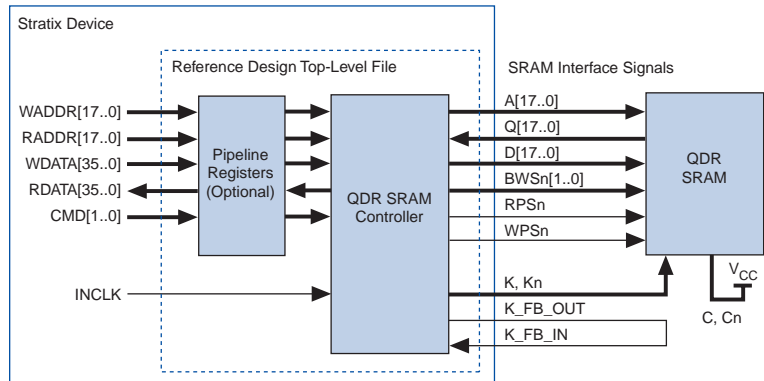 Stratix Device
Reference Design Top-Level File
SRAM Interface Signals
WADDR[17..0]
RADDR[17..0]
WDATA[35..0]
RDATA[35..0]
CMD[1..0]
INCLK
Pipeline
Registers
(Optional)
QDR SRAM
Controller
A[17..0]
Q[17..0]
D[17..0]
BWSn[1..0]
RPSn
WPSn
K, Kn
K_FB_OUT
K_FB_IN
QDR
SRAM
VCC
C, Cn